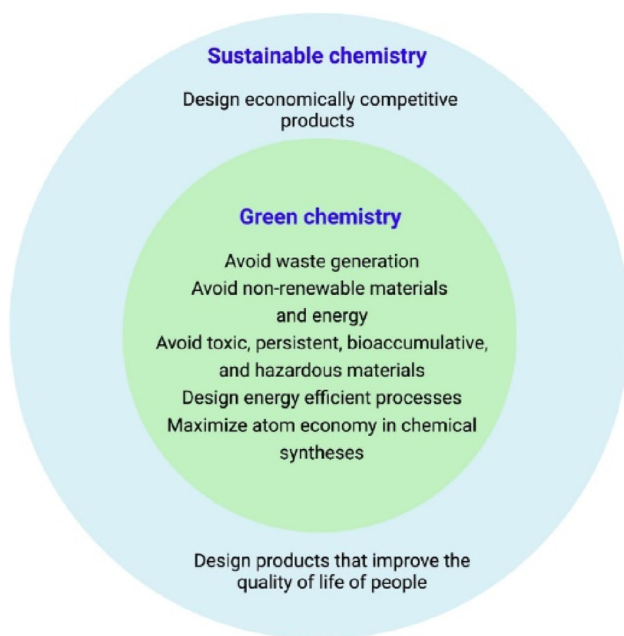 Sustainable chemistry
Design economically competitive
products
Green chemistry
Avoid waste generation
Avoid non-renewable materials
and energy
Avoid toxic, persistent, bioaccumulative,
and hazardous materials
Design energy efficient processes
Maximize atom economy in chemical
syntheses
Design products that improve the
quality of life of people